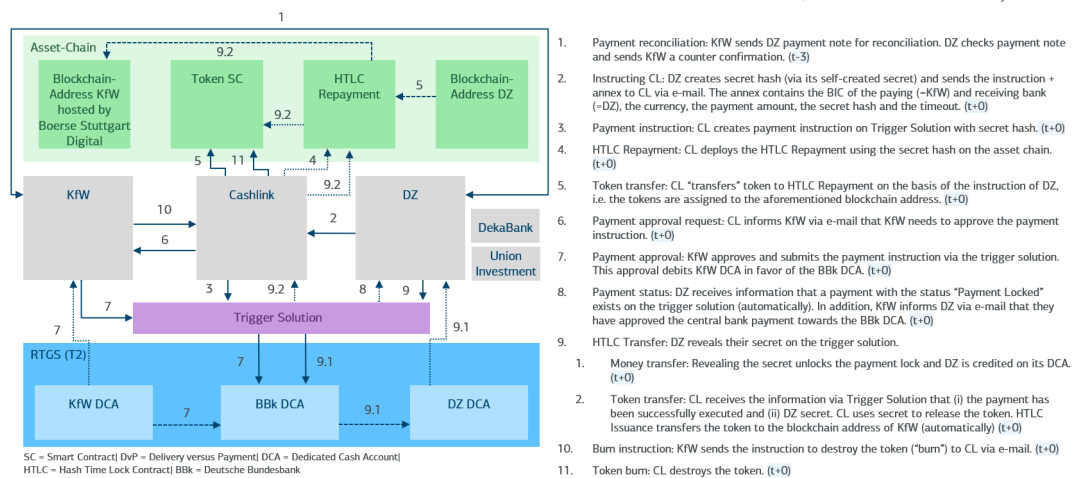 1
Asset-Chain
9.2
Blockchain-
Address KfW
hosted by
Boerse Stuttgart
Digital
Token SC
9.2
HTLC
Repayment
5
Blockchain-
Address DZ
5
11
4
9.2
KfW
10
6
Cashlink
2
DZ
DekaBank
Union
Investment
3
9.2
8
9
7
7
Trigger Solution
9.1
RTGS (T2)
7
9.1
KfW DCA
7
BBk DCA
9.1
DZ DCA
SC = Smart Contract| DvP = Delivery versus Payment| DCA = Dedicated Cash Account|
HTLC = Hash Time Lock Contract| BBk = Deutsche Bundesbank
1. Payment reconciliation: KfW sends DZ payment note for reconciliation. DZ checks payment note
and sends KfW a counter confirmation. (t-3)
2. Instructing CL: DZ creates secret hash (via its self-created secret) and sends the instruction +
annex to CL via e-mail. The annex contains the BIC of the paying (=KfW) and receiving bank
(=DZ), the currency, the payment amount, the secret hash and the timeout. (t+0)
3. Payment instruction: CL creates payment instruction on Trigger Solution with secret hash. (t+0)
4. HTLC Repayment: CL deploys the HTLC Repayment using the secret hash on the asset chain.
(t+0)
5. Token transfer: CL “transfers” token to HTLC Repayment on the basis of the instruction of DZ,
i.e. the tokens are assigned to the aforementioned blockchain address. (t+0)
6. Payment approval request: CL informs KfW via e-mail that KfW needs to approve the payment
instruction. (t+0)
7. Payment approval: KfW approves and submits the payment instruction via the trigger solution.
This approval debits KfW DCA in favor of the BBk DCA. (t+0)
8. Payment status: DZ receives information that a payment with the status “Payment Locked”
exists on the trigger solution (automatically). In addition, KfW informs DZ via e-mail that they
have approved the central bank payment towards the BBk DCA. (t+0)
9. HTLC Transfer: DZ reveals their secret on the trigger solution.
1. Money transfer: Revealing the secret unlocks the payment lock and DZ is credited on its DCA.
(t+0)
2. Token transfer: CL receives the information via Trigger Solution that (i) the payment has
been successfully executed and (ii) DZ secret. CL uses secret to release the token. HTLC
Issuance transfers the token to the blockchain address of KfW (automatically) (t+0)
10. Burn instruction: KfW sends the instruction to destroy the token (“burn”) to CL via e-mail. (t+0)
11. Token burn: CL destroys the token. (t+0)